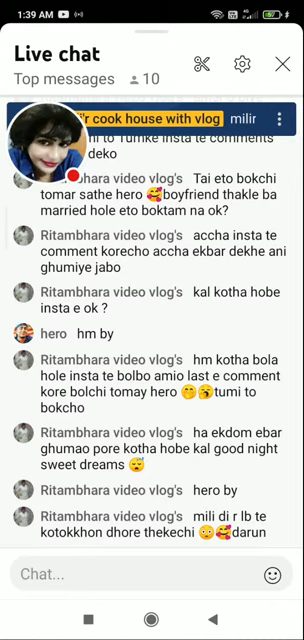 1:39 AM
Live chat
Top messages 10
r cook house with vlog milir
ni to Tumke insta te comments
deko
bhara video vlog's Tai eto bokchi
tomar sathe hero 🥰boyfriend thakle ba
married hole eto boktam na ok?
Ritambhara video vlog's accha insta te
comment korecho accha ekbar dekhe ani
ghumiye jabo
Ritambhara video vlog's kal kotha hobe
insta e ok ?
hero hm by
Ritambhara video vlog's hm kotha bola
hole insta te bolbo amio last e comment
kore bolchi tomay hero 🤭🥱tumi to
bokcho
Ritambhara video vlog's ha ekdom ebar
ghumao pore kotha hobe kal good night
sweet dreams 😴
Ritambhara video vlog's hero by
Ritambhara video vlog's mili di r lb te
kotokkhon dhore thekechi 😳🥰darun
Chat...